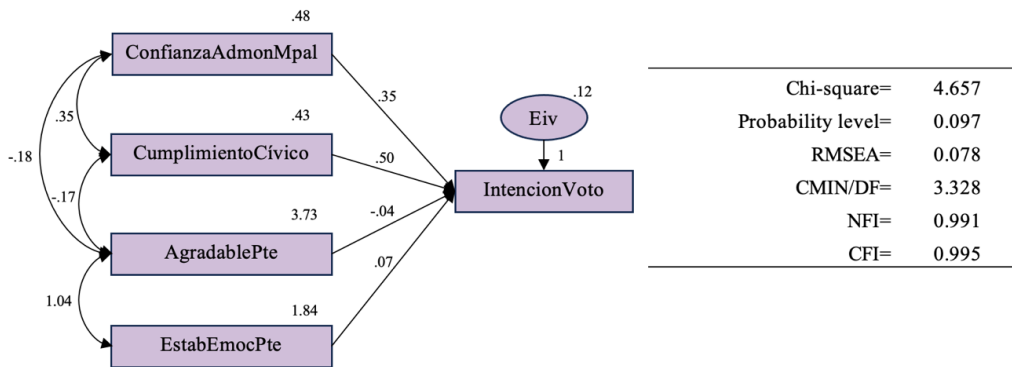 .48
ConfianzaAdmonMpal
.35
.12
Eiv
.35
.43
CumplimientoCívico
.50
1
-.18
IntencionVoto
-.17
3.73
-.04
AgradablePte
.07
1.04
1.84
EstabEmocPte
Chi-square= 4.657
Probability level= 0.097
RMSEA= 0.078
CMIN/DF= 3.328
NFI= 0.991
CFI= 0.995